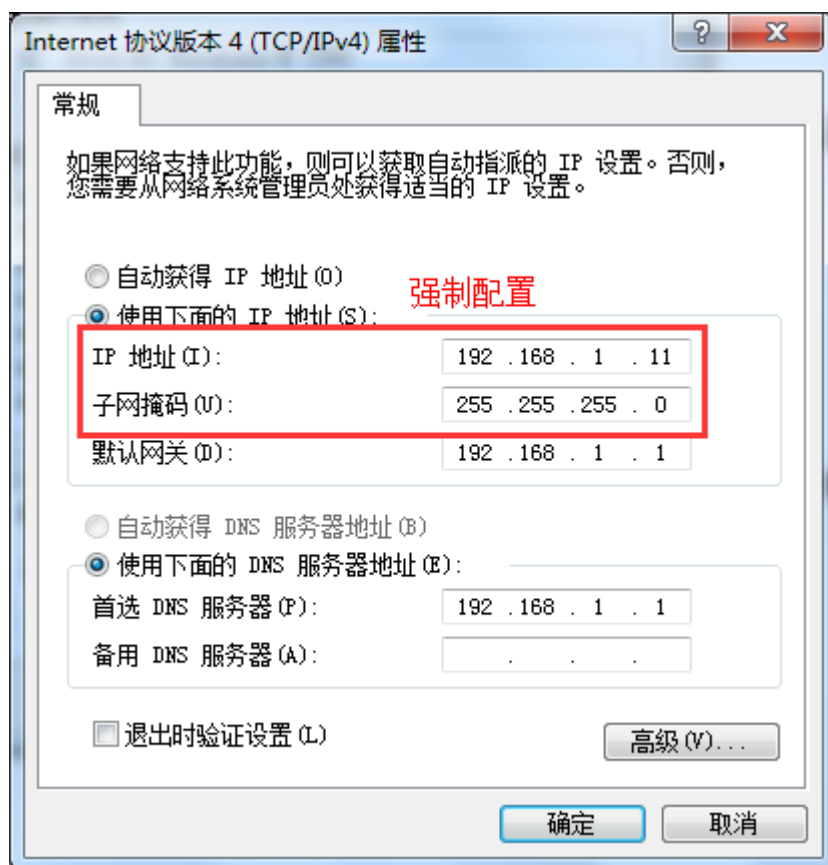 Internet 协议版本 4 (TCP/IPv4) 属性
常规
如果网络支持此功能，则可以获取自动指派的 IP 设置。否则，
您需要从网络系统管理员处获得适当的 IP 设置。
自动获得 IP 地址(O)
强制配置
使用下面的 IP 地址(S):
IP 地址(I): 192 .168 . 1 . 11
子网掩码(U): 255 .255 .255 . 0
默认网关(D): 192 .168 . 1 . 1
自动获得 DNS 服务器地址(B)
使用下面的 DNS 服务器地址(E):
首选 DNS 服务器(P): 192 .168 . 1 . 1
备用 DNS 服务器(A): . . .
退出时验证设置(L)
高级(V)...
确定 取消